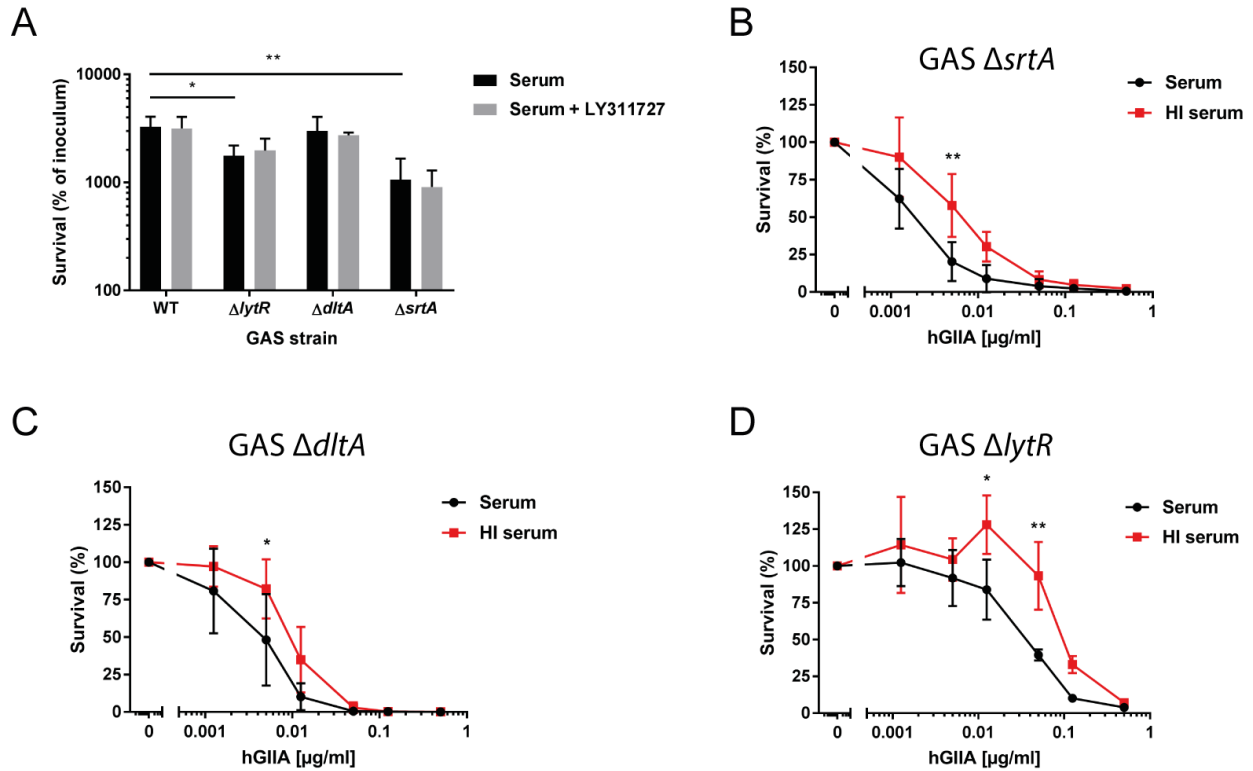 A
**
*
10000
1000
100
Survival (% of inoculum)
WT
ΔlytR
ΔdltA
ΔsrtA
GAS strain
Serum
Serum + LY311727
B
GAS ΔsrtA
Serum
HI serum
**
150
125
100
75
50
25
0
Survival (%)
0
0.001
0.01
0.1
1
hGIIA [µg/ml]
C
GAS ΔdltA
Serum
HI serum
*
150
125
100
75
50
25
0
Survival (%)
0
0.001
0.01
0.1
1
hGIIA [µg/ml]
D
GAS ΔlytR
Serum
HI serum
*
**
150
125
100
75
50
25
0
Survival (%)
0
0.001
0.01
0.1
1
hGIIA [µg/ml]